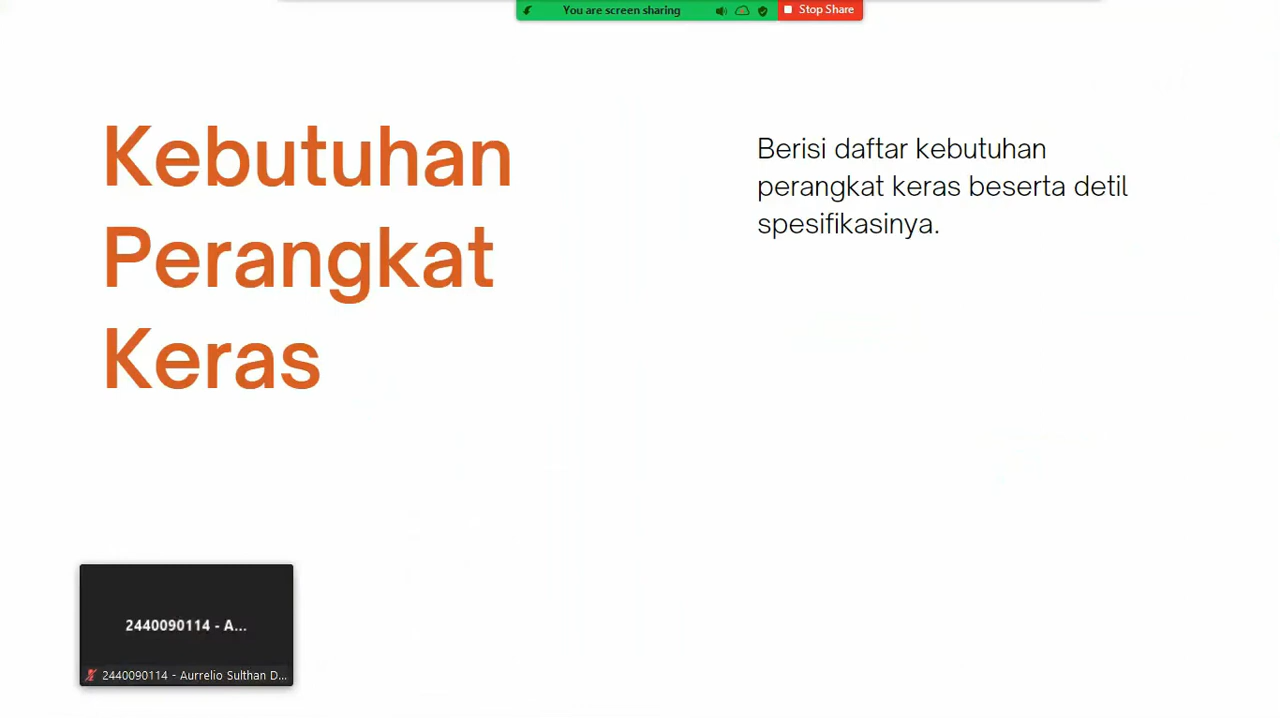 You are screen sharing
Stop Share
Kebutuhan
Perangkat
Keras
Berisi daftar kebutuhan
perangkat keras beserta detil
spesifikasinya.
2440090114 - A...
2440090114 - Aurrelio Sulthan D...